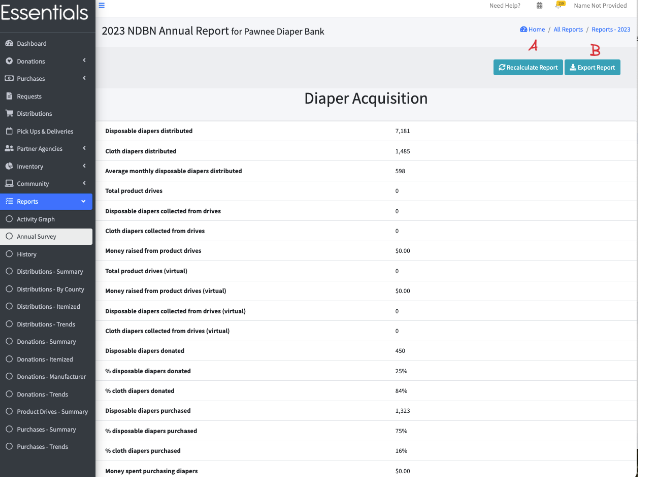 Essentials
Need Help?
Name Not Provided
2023 NDBN Annual Report for Pawnee Diaper Bank
Home / All Reports / Reports - 2023
A
B
Recalculate Report
Export Report
Diaper Acquisition
Dashboard
Donations
Purchases
Requests
Distributions
Pick Ups & Deliveries
Partner Agencies
Inventory
Community
Reports
Activity Graph
Annual Survey
History
Distributions - Summary
Distributions - By County
Distributions - Itemized
Distributions - Trends
Donations - Summary
Donations - Itemized
Donations - Manufacturer
Donations - Trends
Product Drives - Summary
Purchases - Summary
Purchases - Trends
Disposable diapers distributed 7,181
Cloth diapers distributed 1,485
Average monthly disposable diapers distributed 598
Total product drives 0
Disposable diapers collected from drives 0
Cloth diapers collected from drives 0
Money raised from product drives $0.00
Total product drives (virtual) 0
Money raised from product drives (virtual) $0.00
Disposable diapers collected from drives (virtual) 0
Cloth diapers collected from drives (virtual) 0
Disposable diapers donated 450
% disposable diapers donated 25%
% cloth diapers donated 84%
Disposable diapers purchased 1,323
% disposable diapers purchased 75%
% cloth diapers purchased 16%
Money spent purchasing diapers $0.00